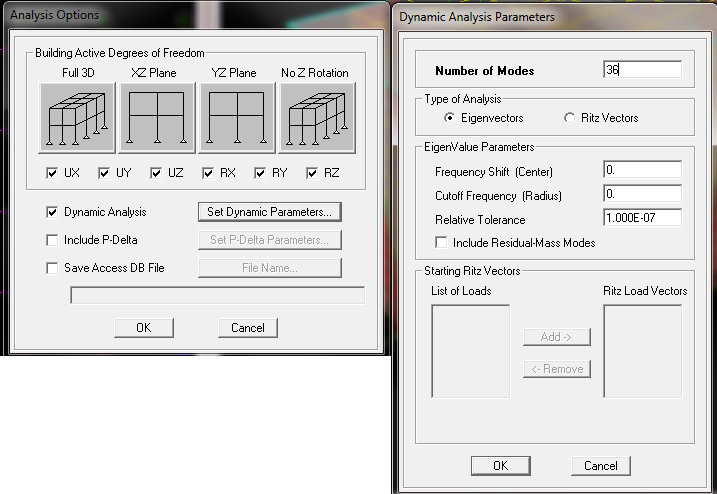 Analysis Options
Building Active Degrees of Freedom
Full 3D XZ Plane YZ Plane No Z Rotation
UX UY UZ RX RY RZ
Dynamic Analysis Set Dynamic Parameters...
Include P-Delta Set P-Delta Parameters...
Save Access DB File File Name...
OK Cancel
Dynamic Analysis Parameters
Number of Modes 36
Type of Analysis
Eigenvectors Ritz Vectors
EigenValue Parameters
Frequency Shift (Center) 0.
Cutoff Frequency (Radius) 0.
Relative Tolerance 1.000E-07
Include Residual-Mass Modes
Starting Ritz Vectors
List of Loads Ritz Load Vectors
Add ->
<- Remove
OK Cancel